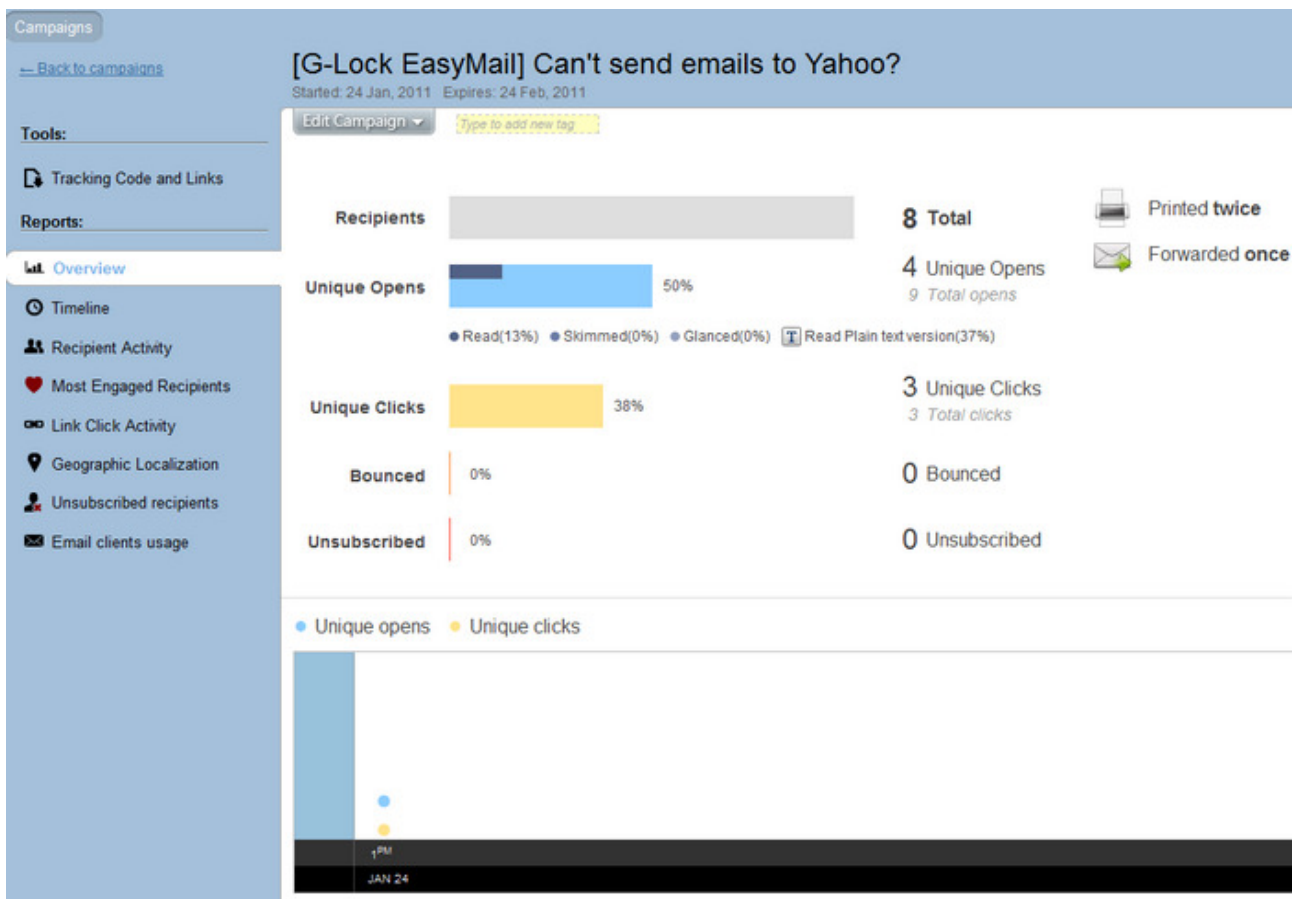 Campaigns
← Back to campaigns
[G-Lock EasyMail] Can't send emails to Yahoo?
Started: 24 Jan, 2011 Expires: 24 Feb, 2011
Edit Campaign
Type to add new tag
Tools:
Tracking Code and Links
Reports:
Overview
Timeline
Recipient Activity
Most Engaged Recipients
Link Click Activity
Geographic Localization
Unsubscribed recipients
Email clients usage
Recipients
8 Total
Printed twice
Forwarded once
Unique Opens
50%
4 Unique Opens
9 Total opens
Read(13%) Skimmed(0%) Glanced(0%) T Read Plain text version(37%)
Unique Clicks
38%
3 Unique Clicks
3 Total clicks
Bounced
0%
0 Bounced
Unsubscribed
0%
0 Unsubscribed
Unique opens Unique clicks
1PM
JAN 24